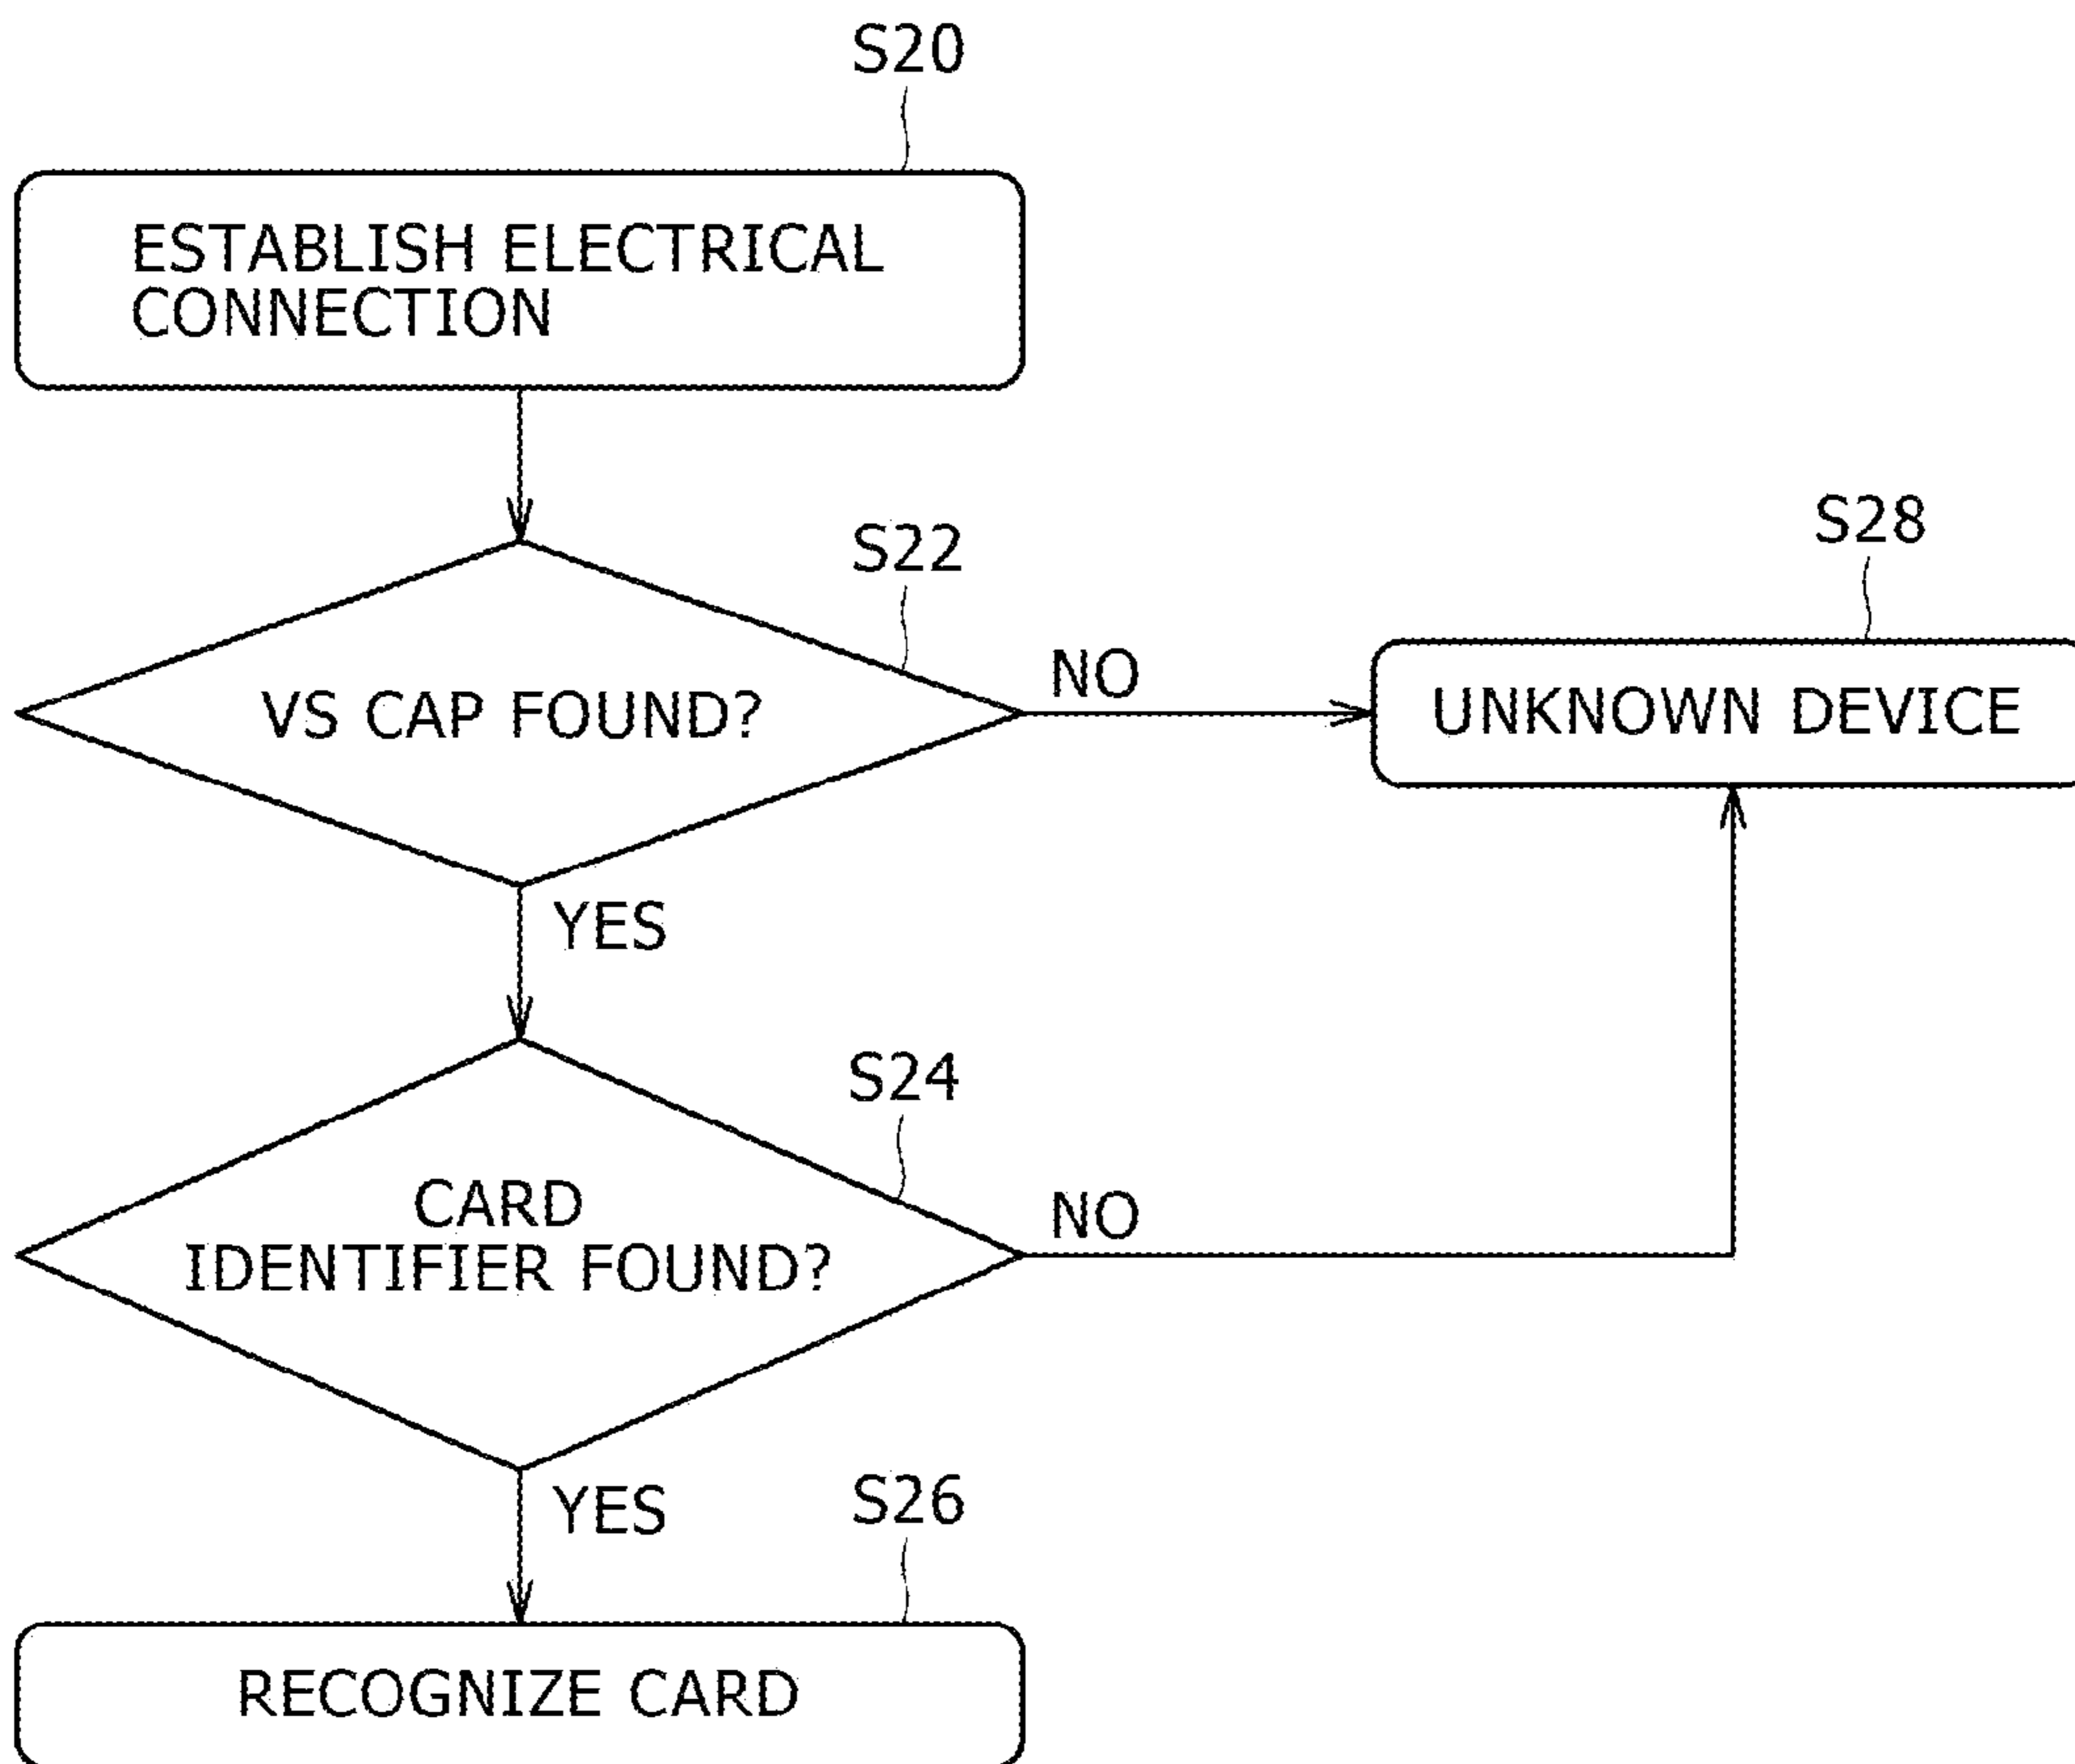 S20
ESTABLISH ELECTRICAL
CONNECTION
S22
VS CAP FOUND?
NO
S28
UNKNOWN DEVICE
YES
S24
CARD
IDENTIFIER FOUND?
NO
YES
S26
RECOGNIZE CARD